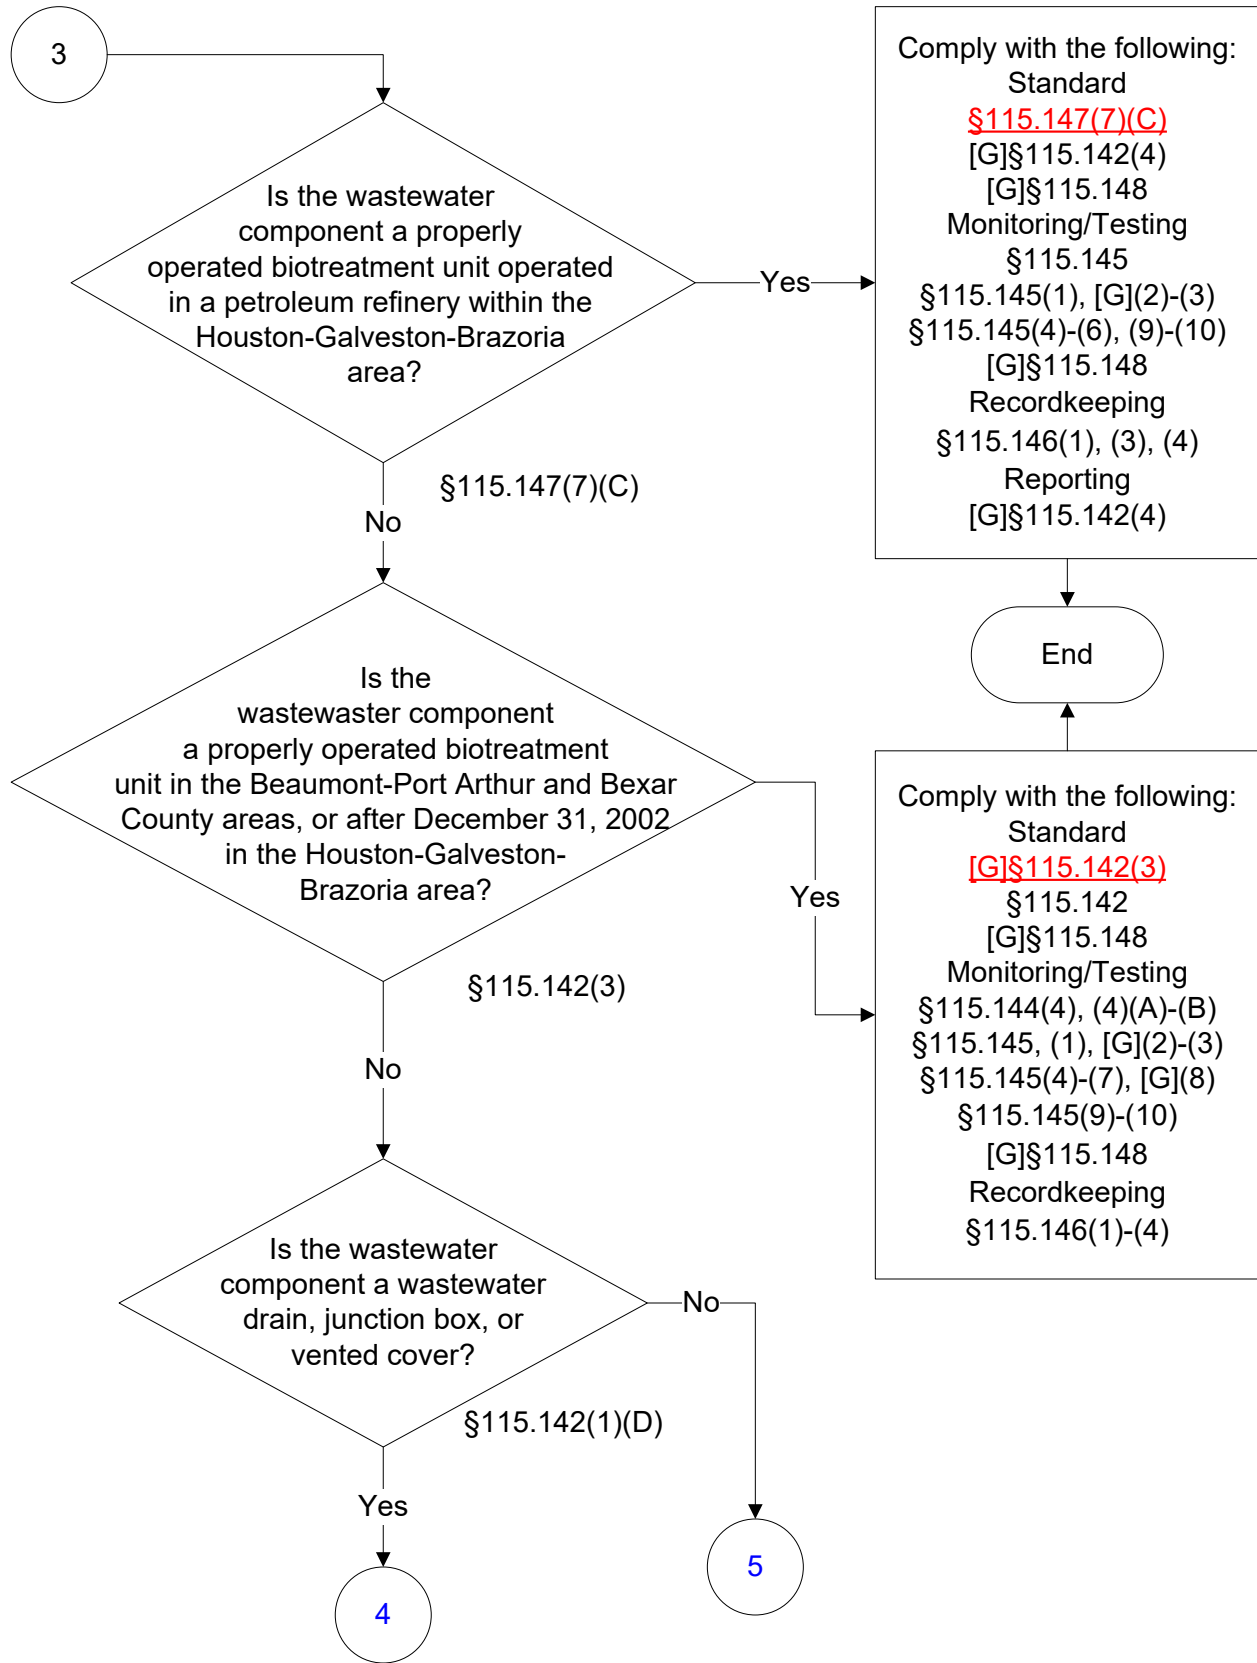 3
Is the wastewater
component a properly
operated biotreatment unit operated
in a petroleum refinery within the
Houston-Galveston-Brazoria
area?
Yes
§115.147(7)(C)
No
Comply with the following:
Standard
§115.147(7)(C)
[G]§115.142(4)
[G]§115.148
Monitoring/Testing
§115.145
§115.145(1), [G](2)-(3)
§115.145(4)-(6), (9)-(10)
[G]§115.148
Recordkeeping
§115.146(1), (3), (4)
Reporting
[G]§115.142(4)
End
Is the
wastewaster component
a properly operated biotreatment
unit in the Beaumont-Port Arthur and Bexar
County areas, or after December 31, 2002
in the Houston-Galveston-
Brazoria area?
Yes
§115.142(3)
No
Comply with the following:
Standard
[G]§115.142(3)
§115.142
[G]§115.148
Monitoring/Testing
§115.144(4), (4)(A)-(B)
§115.145, (1), [G](2)-(3)
§115.145(4)-(7), [G](8)
§115.145(9)-(10)
[G]§115.148
Recordkeeping
§115.146(1)-(4)
Is the wastewater
component a wastewater
drain, junction box, or
vented cover?
No
§115.142(1)(D)
Yes
5
4